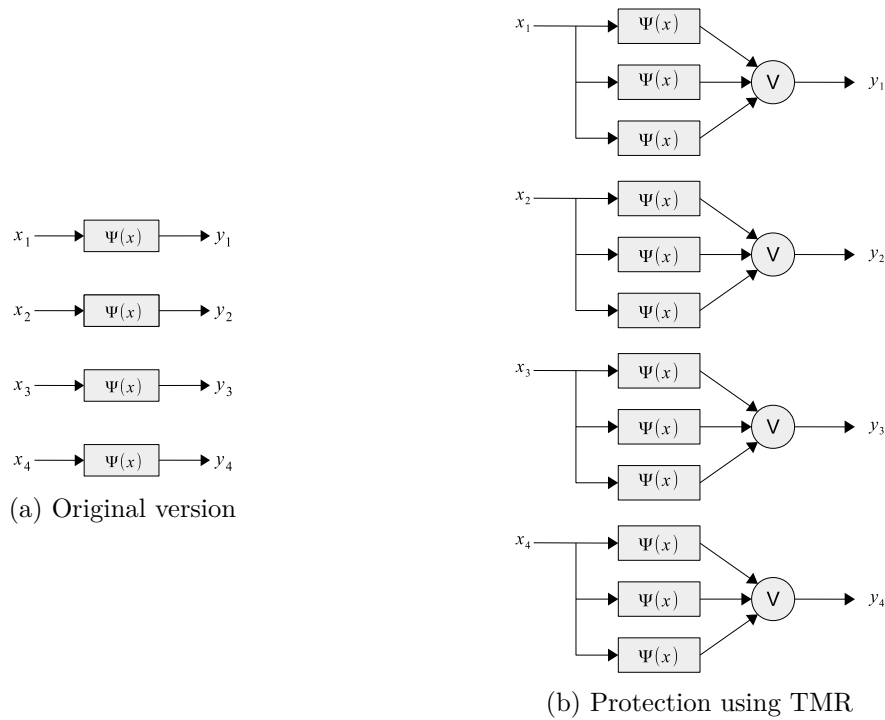 x₁ Ψ(x) y₁
x₂ Ψ(x) y₂
x₃ Ψ(x) y₃
x₄ Ψ(x) y₄
(a) Original version
x₁ Ψ(x)
Ψ(x) V y₁
Ψ(x)
x₂ Ψ(x)
Ψ(x) V y₂
Ψ(x)
x₃ Ψ(x)
Ψ(x) V y₃
Ψ(x)
x₄ Ψ(x)
Ψ(x) V y₄
Ψ(x)
(b) Protection using TMR